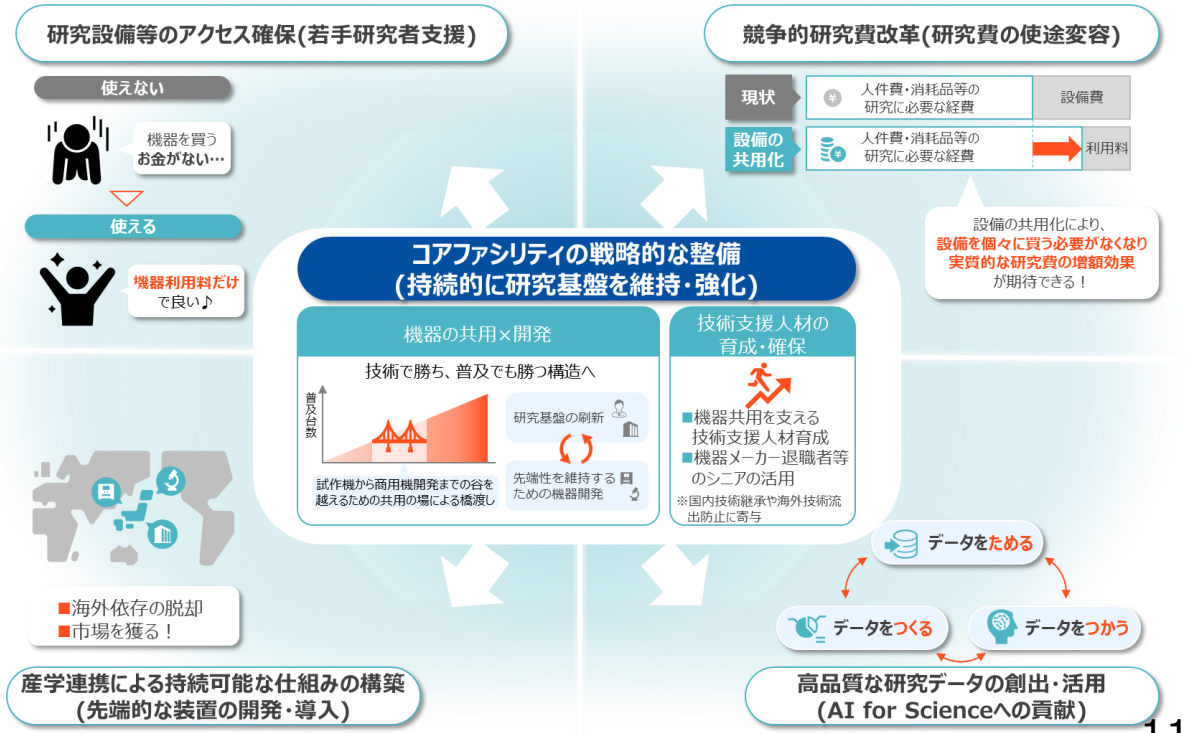 研究設備等のアクセス確保(若手研究者支援)
使えない
機器を買う
お金がない…
使える
機器利用料だけ
で良い♪
競争的研究費改革(研究費の使途変容)
現状
人件費・消耗品等の
研究に必要な経費
設備費
設備の
共用化
人件費・消耗品等の
研究に必要な経費
利用料
設備の共用化により、
設備を個々に買う必要がなくなり
実質的な研究費の増額効果
が期待できる！
コアファシリティの戦略的な整備
(持続的に研究基盤を維持・強化)
機器の共用×開発
技術で勝ち、普及でも勝つ構造へ
普及台数
試作機から商用機開発までの谷を
越えるための共用の場による橋渡し
研究基盤の刷新
先端性を維持する
ための機器開発
技術支援人材の
育成・確保
■機器共用を支える
技術支援人材育成
■機器メーカー退職者等
のシニアの活用
※国内技術継承や海外技術流
出防止に寄与
■海外依存の脱却
■市場を獲る！
産学連携による持続可能な仕組みの構築
(先端的な装置の開発・導入)
データをためる
データをつくる
データをつかう
高品質な研究データの創出・活用
(AI for Scienceへの貢献)
11